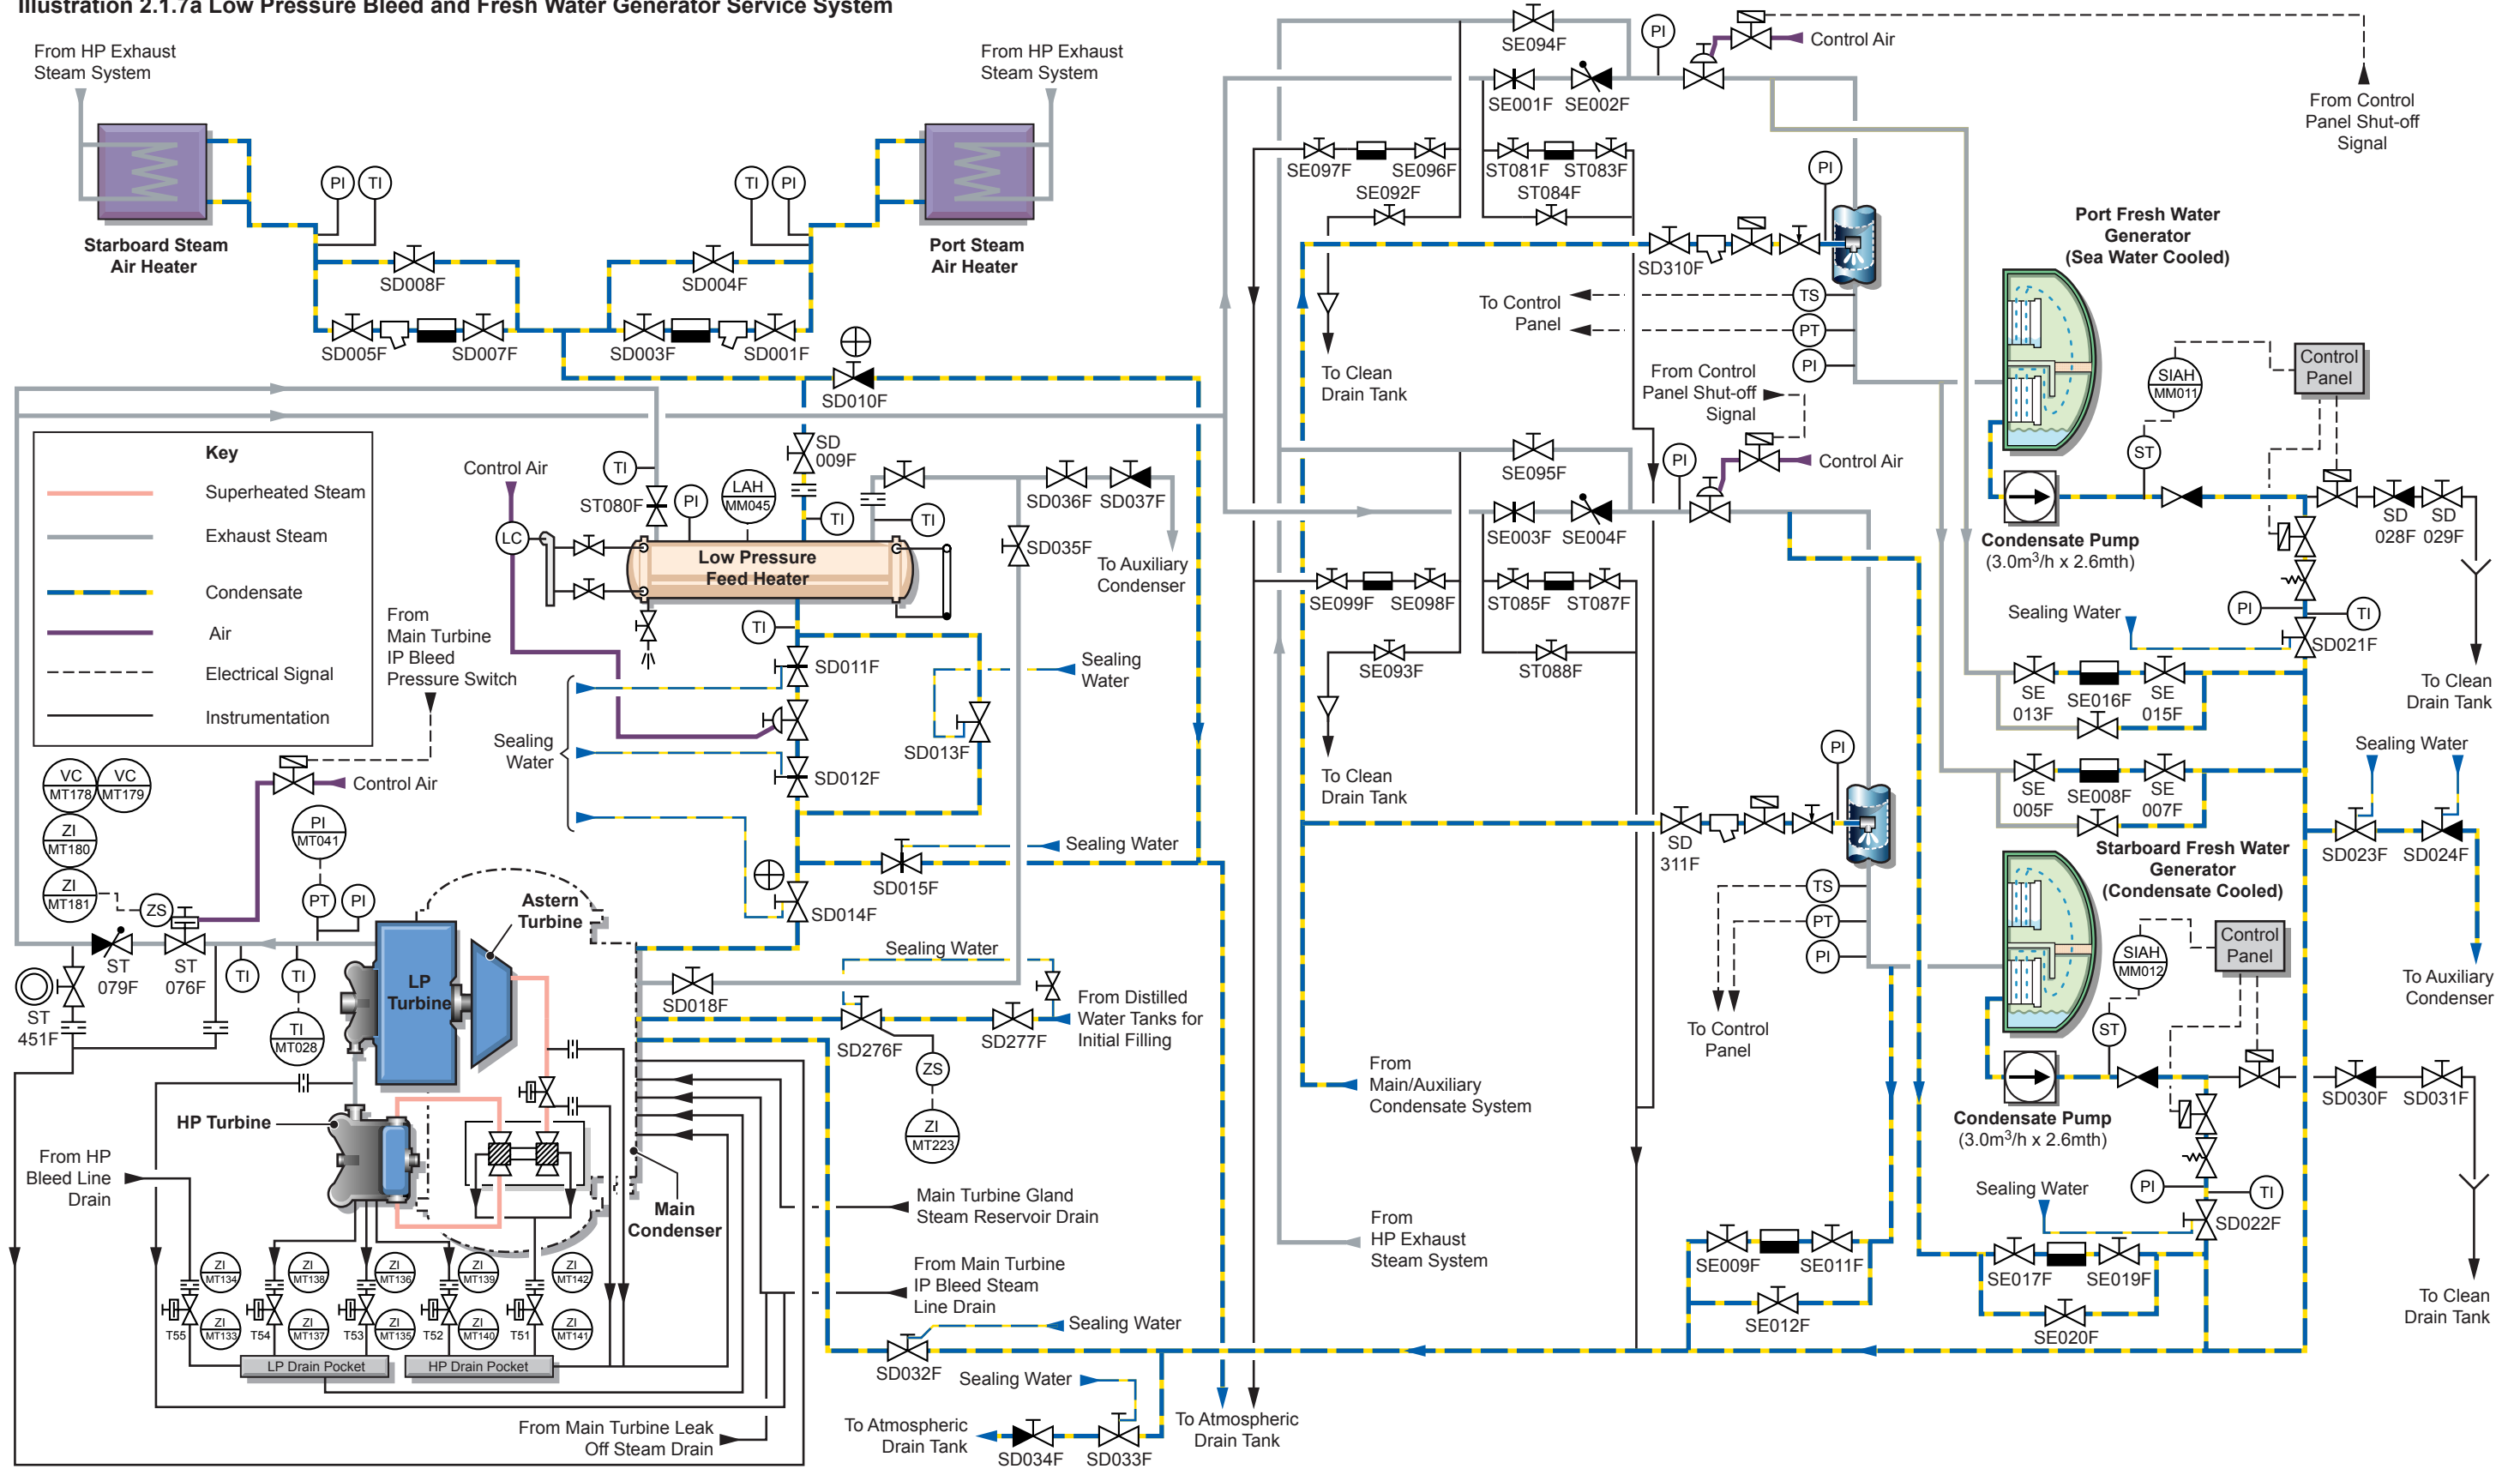 Illustration 2.1.7a Low Pressure Bleed and Fresh Water Generator Service System
From HP Exhaust
Steam System
From HP Exhaust
Steam System
Starboard Steam
Air Heater
Port Steam
Air Heater
PI
TI
TI
PI
SD008F
SD004F
SD005F
SD007F
SD003F
SD001F
SD010F
Key
Superheated Steam
Exhaust Steam
Condensate
Air
Electrical Signal
Instrumentation
Control Air
LC
TI
ST080F
PI
LAH
MM045
SD
009F
TI
TI
SD036F
SD037F
SD035F
To Auxiliary
Condenser
Low Pressure
Feed Heater
From
Main Turbine
IP Bleed
Pressure Switch
TI
SD011F
Sealing
Water
SD013F
Sealing
Water
SD012F
Sealing Water
SD015F
SD014F
Control Air
VC
MT178
VC
MT179
ZI
MT180
ZI
MT181
ZS
PI
MT041
PT
PI
ST
079F
ST
076F
ST
451F
TI
TI
TI
MT028
LP
Turbine
Astern
Turbine
HP Turbine
Main
Condenser
Sealing Water
SD018F
SD276F
SD277F
From Distilled
Water Tanks for
Initial Filling
ZS
ZI
MT223
From HP
Bleed Line
Drain
Main Turbine Gland
Steam Reservoir Drain
From Main Turbine
IP Bleed Steam
Line Drain
ZI
MT134
ZI
MT138
ZI
MT136
ZI
MT139
ZI
MT142
T55
ZI
MT133
T54
ZI
MT137
T53
ZI
MT135
T52
ZI
MT140
T51
ZI
MT141
LP Drain Pocket
HP Drain Pocket
From Main Turbine Leak
Off Steam Drain
Sealing Water
SD032F
Sealing Water
To Atmospheric
Drain Tank
SD034F
SD033F
To Atmospheric
Drain Tank
SE094F
PI
Control Air
SE001F
SE002F
From Control
Panel Shut-off
Signal
SE097F
SE096F
ST081F
ST083F
SE092F
ST084F
PI
SD310F
To Control
Panel
TS
PT
PI
To Clean
Drain Tank
From Control
Panel Shut-off
Signal
SE095F
PI
Control Air
SE003F
SE004F
SE099F
SE098F
ST085F
ST087F
SE093F
ST088F
To Clean
Drain Tank
PI
SD
311F
TS
PT
PI
To Control
Panel
From
Main/Auxiliary
Condensate System
From
HP Exhaust
Steam System
SE009F
SE011F
SE012F
Port Fresh Water
Generator
(Sea Water Cooled)
SIAH
MM011
Control
Panel
ST
Condensate Pump
(3.0m³/h x 2.6mth)
SD
028F
SD
029F
PI
TI
Sealing Water
SD021F
SE
013F
SE016F
SE
015F
To Clean
Drain Tank
Sealing Water
SE
005F
SE008F
SE
007F
SD023F
SD024F
Starboard Fresh Water
Generator
(Condensate Cooled)
SIAH
MM012
Control
Panel
To Auxiliary
Condenser
ST
Condensate Pump
(3.0m³/h x 2.6mth)
SD030F
SD031F
PI
TI
Sealing Water
SD022F
SE017F
SE019F
SE020F
To Clean
Drain Tank